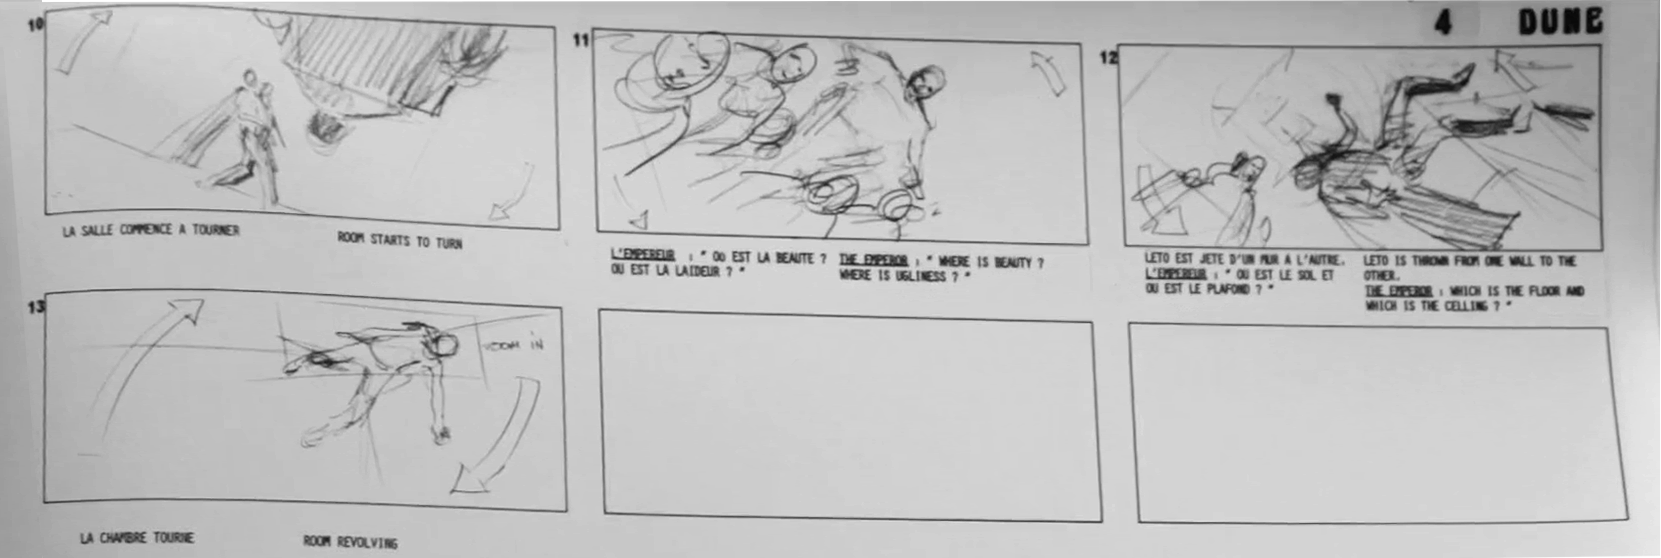 4 DUNE
10
LA SALLE COMMENCE A TOURNER
ROOM STARTS TO TURN
11
L'EMPEREUR : " OU EST LA BEAUTE ?
OU EST LA LAIDEUR ? "
THE EMPEROR : " WHERE IS BEAUTY ?
WHERE IS UGLINESS ? "
12
LETO EST JETE D'UN MUR A L'AUTRE.
L'EMPEREUR : " OU EST LE SOL ET
OU EST LE PLAFOND ? "
LETO IS THROWN FROM ONE WALL TO THE
OTHER.
THE EMPEROR : WHICH IS THE FLOOR AND
WHICH IS THE CELLING ? "
13
ZOOM IN
LA CHAMBRE TOURNE
ROOM REVOLVING